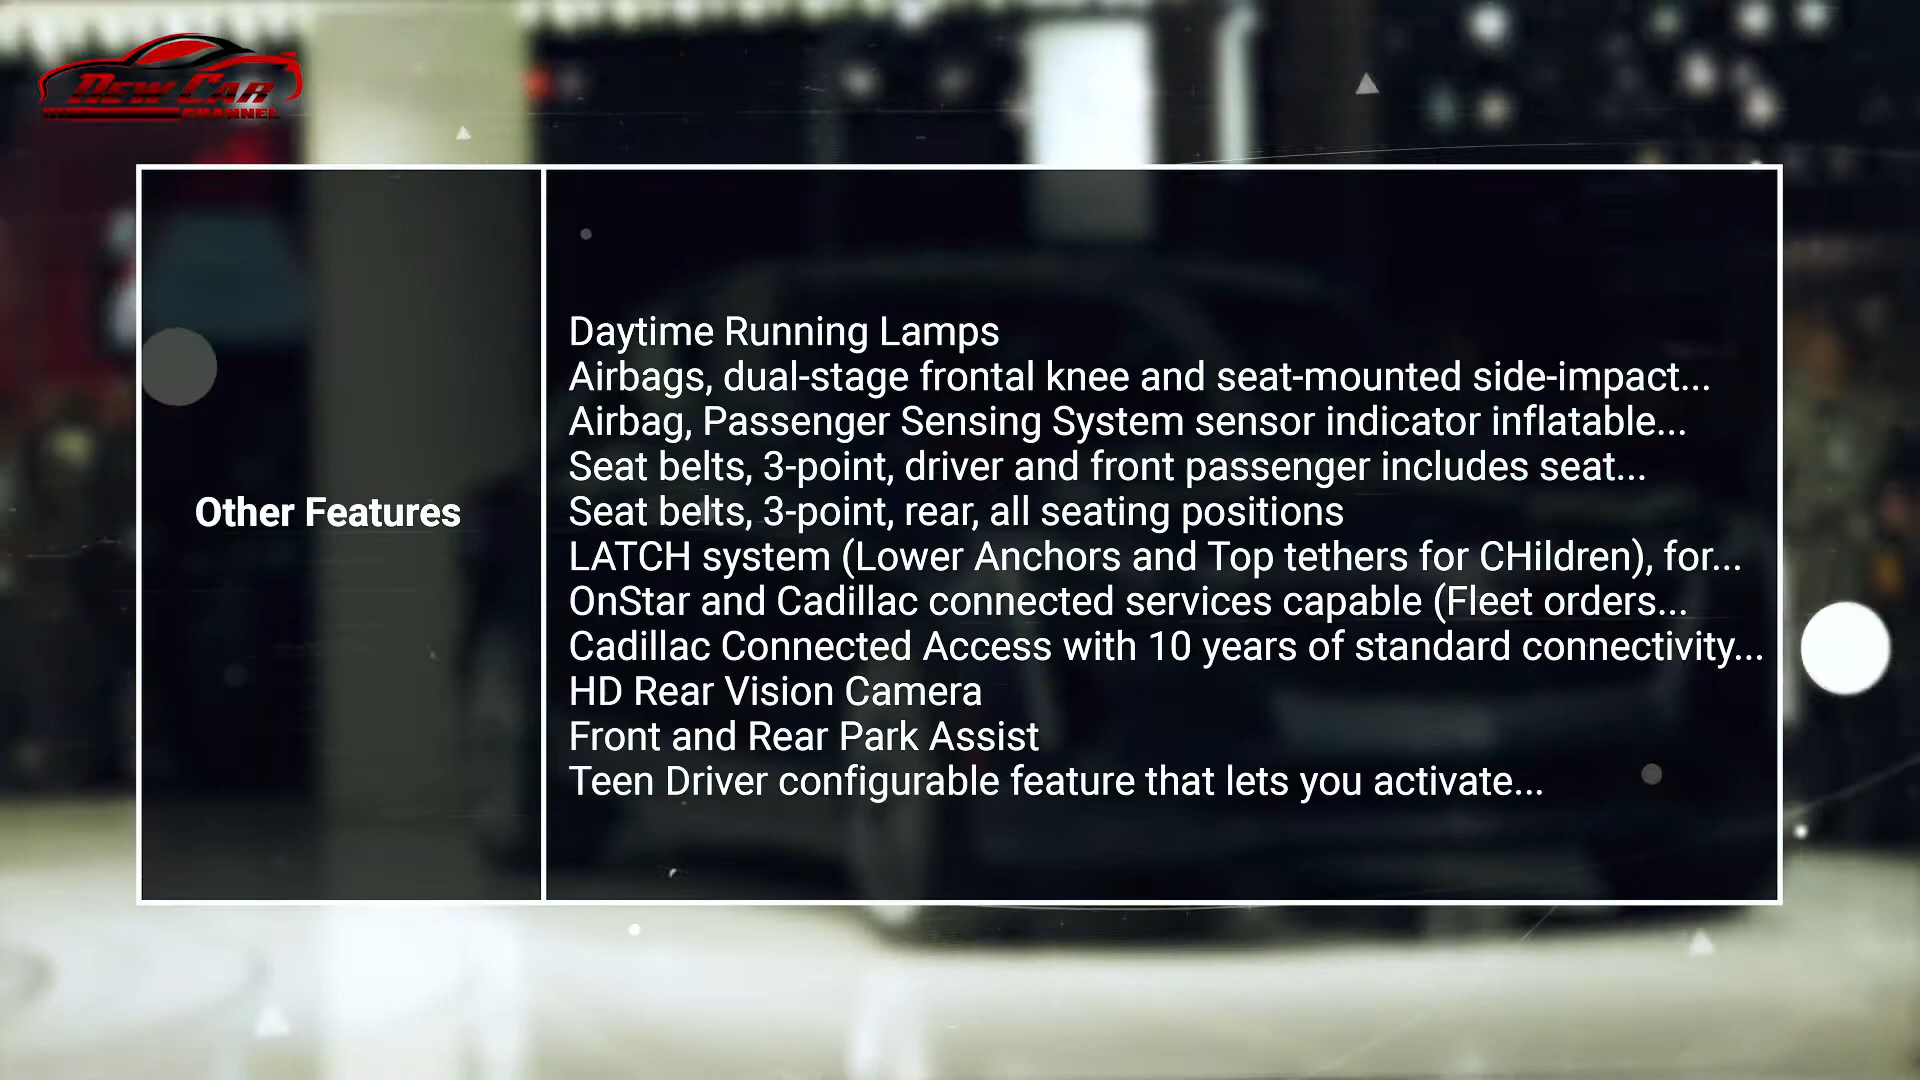 NEW CAR
CHANNEL
Other Features
Daytime Running Lamps
Airbags, dual-stage frontal knee and seat-mounted side-impact...
Airbag, Passenger Sensing System sensor indicator inflatable...
Seat belts, 3-point, driver and front passenger includes seat...
Seat belts, 3-point, rear, all seating positions
LATCH system (Lower Anchors and Top tethers for CHildren), for...
OnStar and Cadillac connected services capable (Fleet orders...
Cadillac Connected Access with 10 years of standard connectivity...
HD Rear Vision Camera
Front and Rear Park Assist
Teen Driver configurable feature that lets you activate...